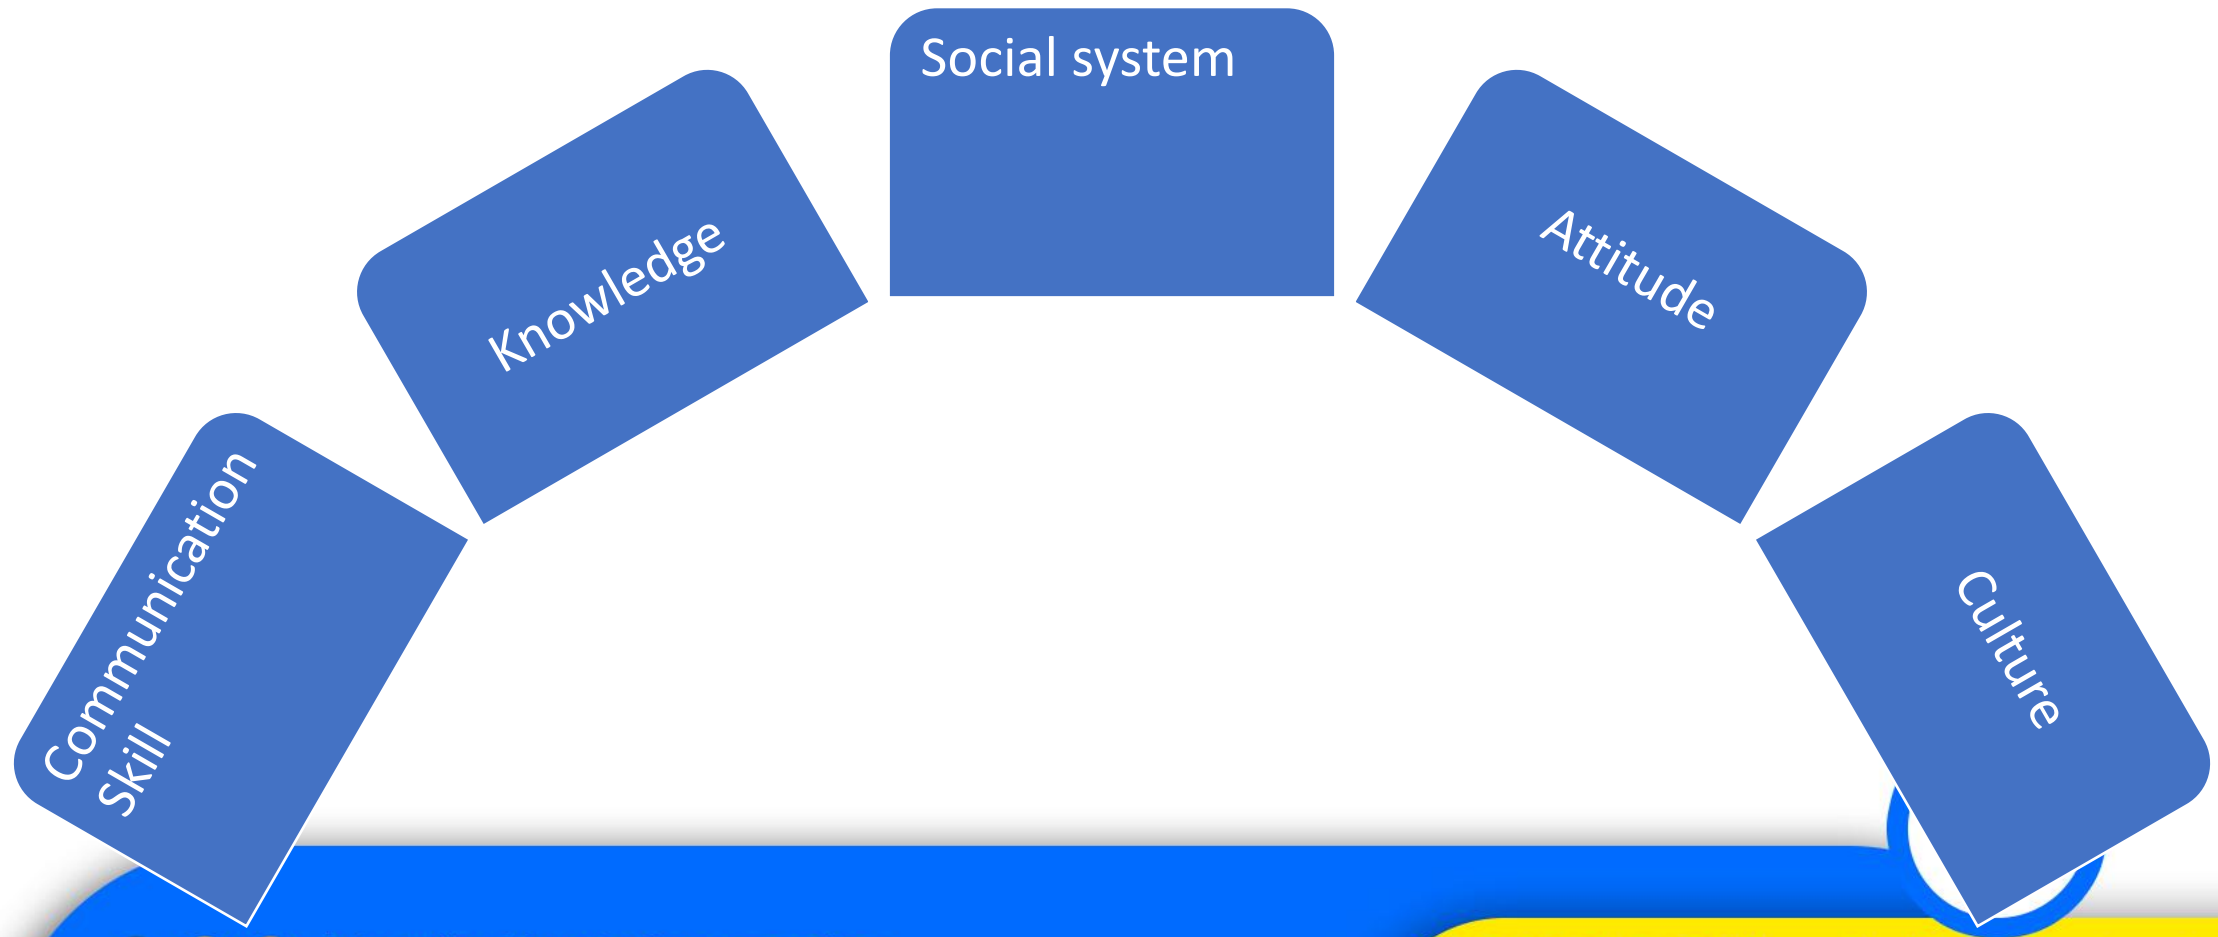 Communication
Skill
Knowledge
Social system
Attitude
Culture